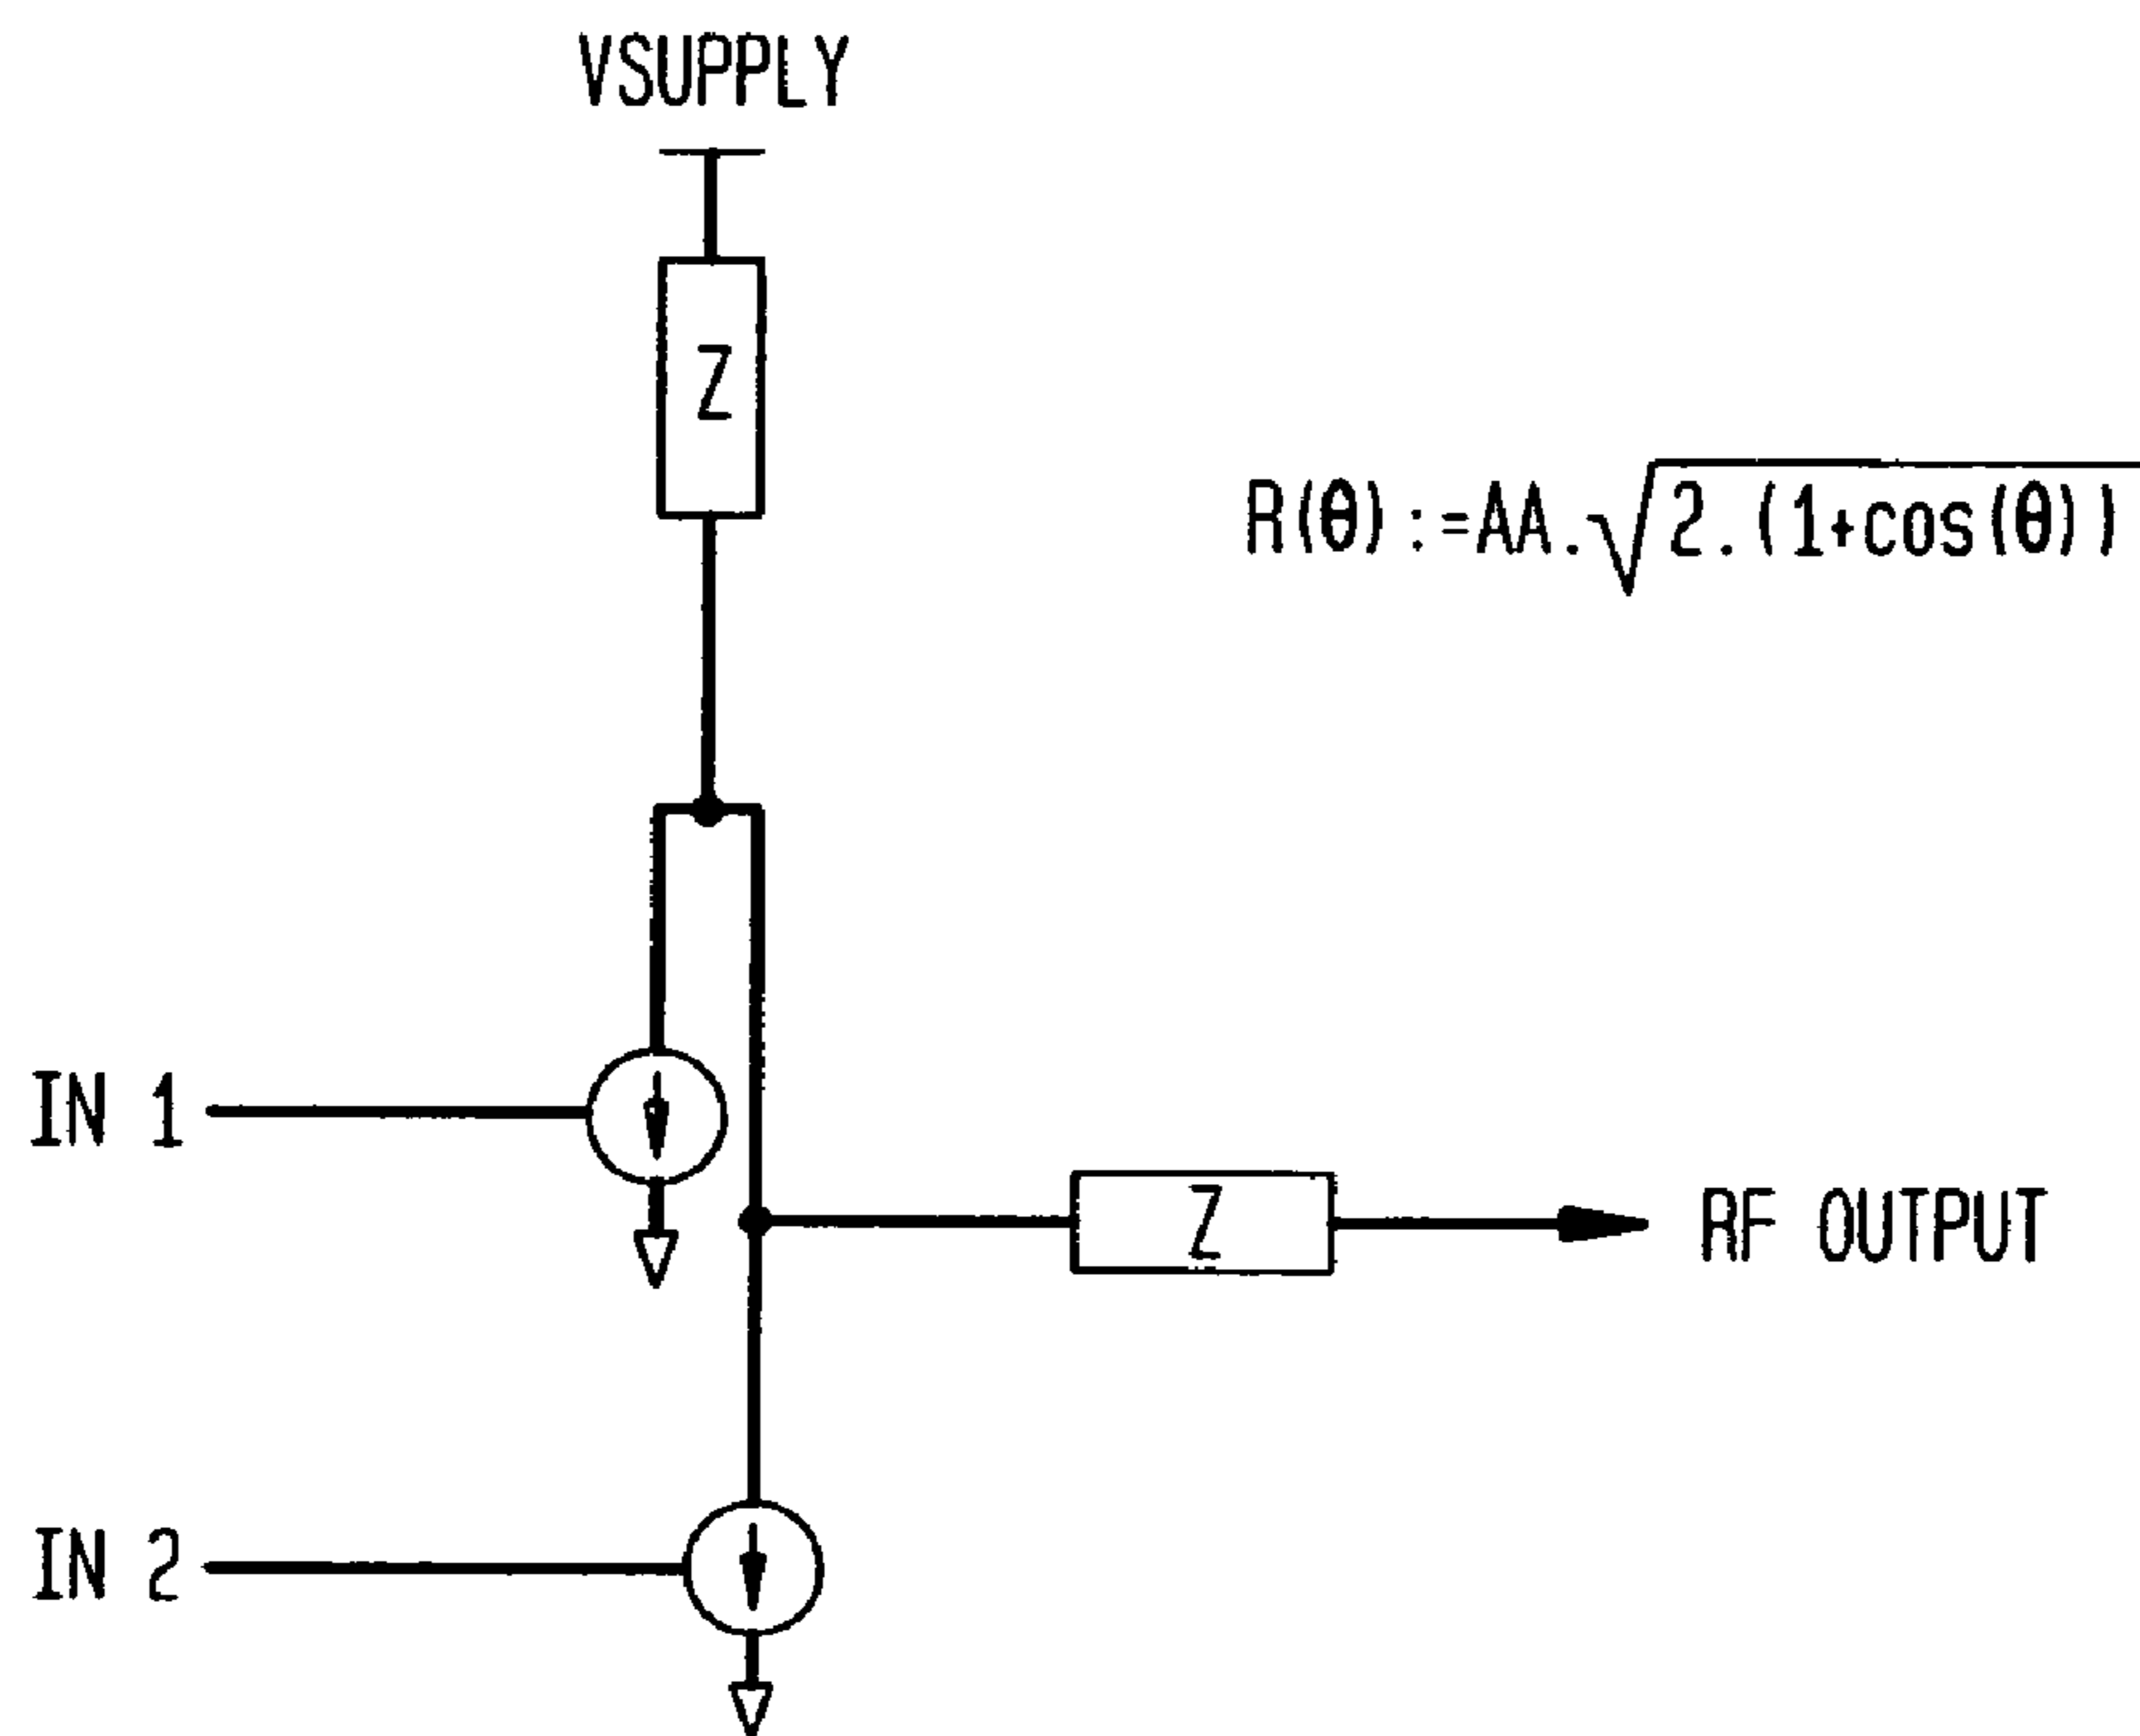 VSUPPLY
Z
R(θ):=AA.√2.(1+cos(θ))
IN 1
Z
RF OUTPUT
IN 2